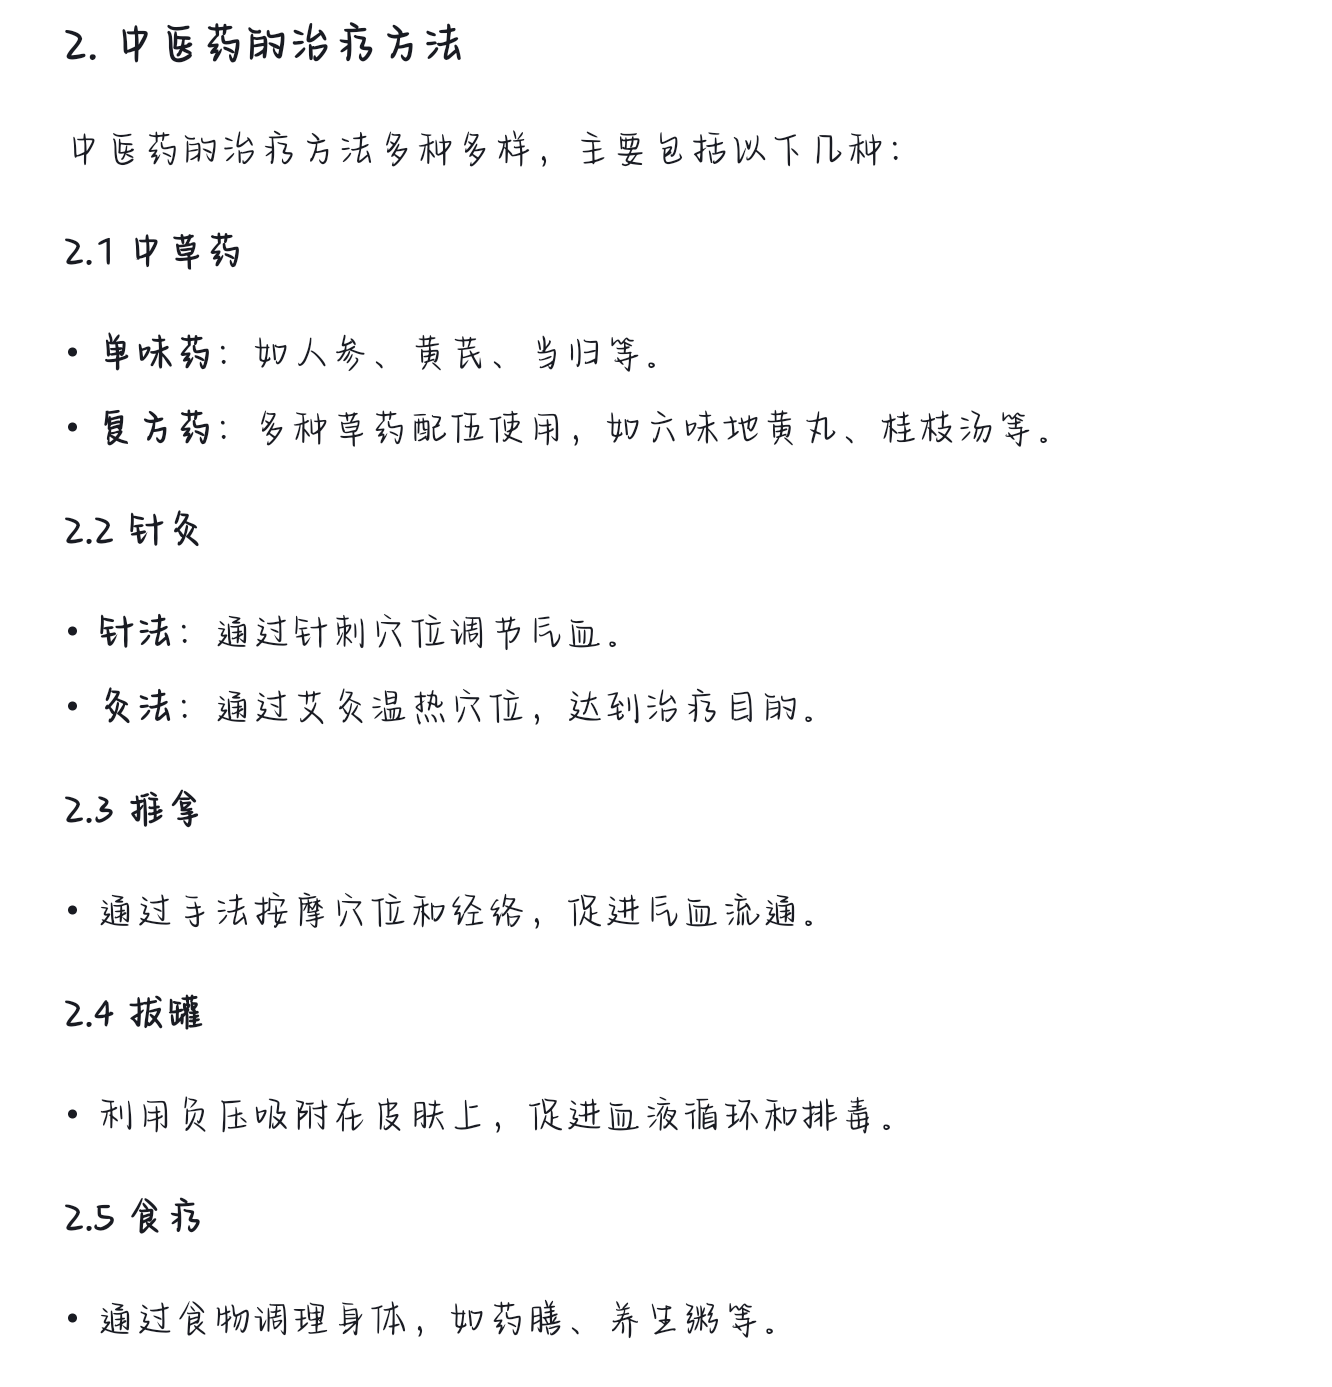 2. 中医药的治疗方法
中医药的治疗方法多种多样，主要包括以下几种：
2.1 中草药
• 单味药：如人参、黄芪、当归等。
• 复方药：多种草药配伍使用，如六味地黄丸、桂枝汤等。
2.2 针灸
• 针法：通过针刺穴位调节气血。
• 灸法：通过艾灸温热穴位，达到治疗目的。
2.3 推拿
• 通过手法按摩穴位和经络，促进气血流通。
2.4 拔罐
• 利用负压吸附在皮肤上，促进血液循环和排毒。
2.5 食疗
• 通过食物调理身体，如药膳、养生粥等。